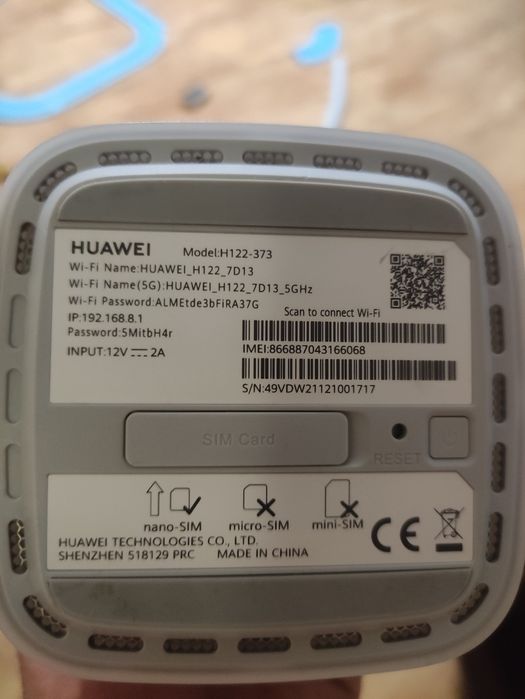 HUAWEI Model:H122-373
Wi-Fi Name:HUAWEI_H122_7D13
Wi-Fi Name(5G):HUAWEI_H122_7D13_5GHz
Wi-Fi Password:ALMEtde3bFiRA37G
Scan to connect Wi-Fi
IP:192.168.8.1
Password:5MitbH4r
INPUT:12V ⎓ 2A
IMEI:866887043166068
S/N:49VDW21121001717
SIM Card
RESET
nano-SIM micro-SIM mini-SIM
CE
HUAWEI TECHNOLOGIES CO., LTD.
SHENZHEN 518129 PRC MADE IN CHINA